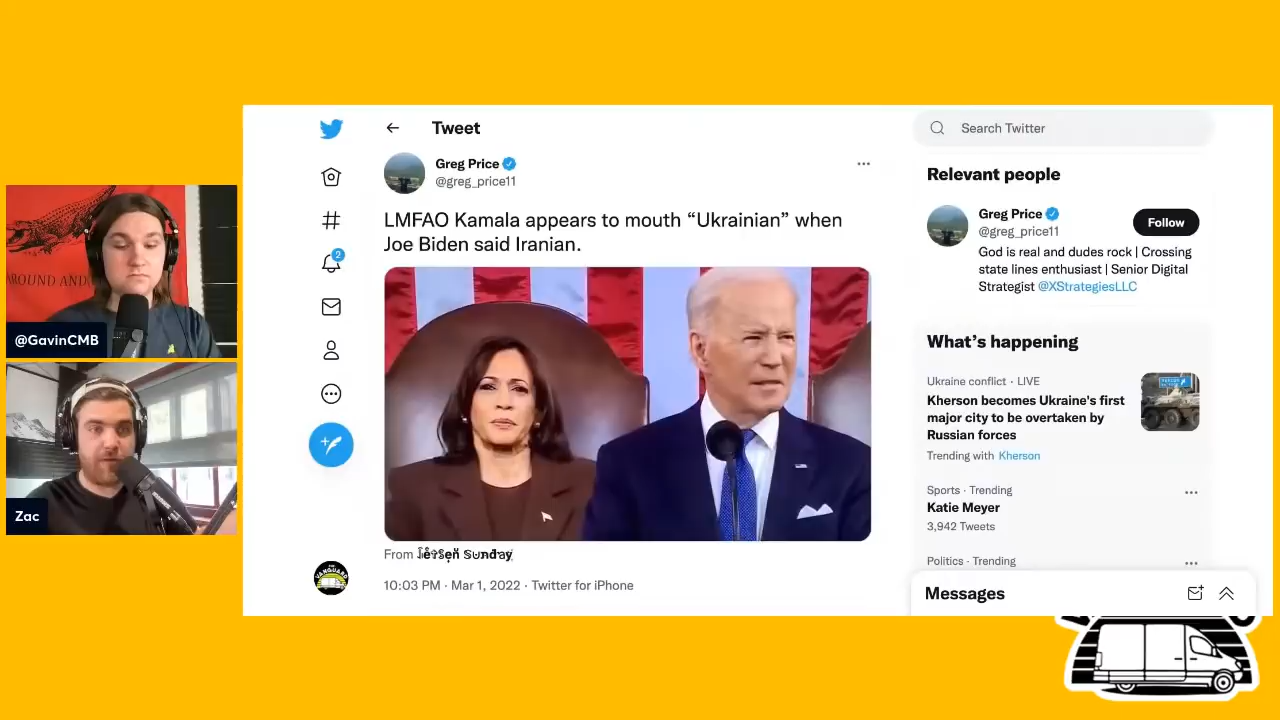 AROUND AND
@GavinCMB
Zac
Tweet
Greg Price
@greg_price11
LMFAO Kamala appears to mouth “Ukrainian” when
Joe Biden said Iranian.
From
10:03 PM · Mar 1, 2022 · Twitter for iPhone
2
VANGUARD
Search Twitter
Relevant people
Greg Price
@greg_price11
Follow
God is real and dudes rock | Crossing
state lines enthusiast | Senior Digital
Strategist @XStrategiesLLC
What’s happening
Ukraine conflict · LIVE
Kherson becomes Ukraine's first
major city to be overtaken by
Russian forces
Trending with Kherson
Sports · Trending
Katie Meyer
3,942 Tweets
Politics · Trending
Messages